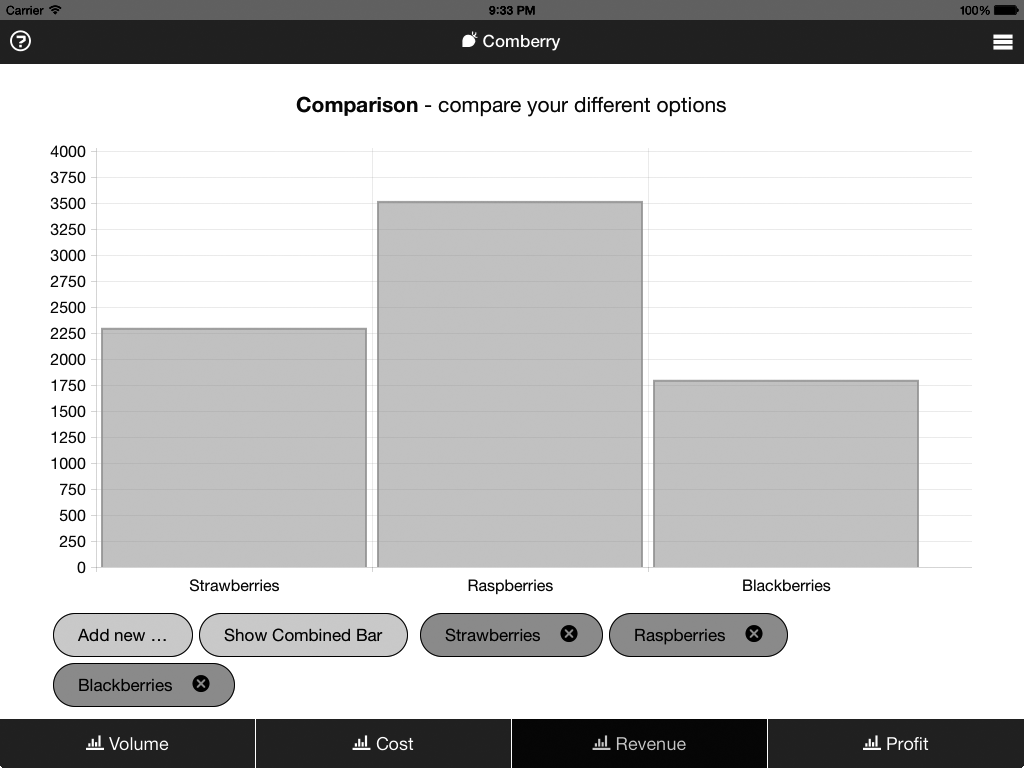 Carrier 9:33 PM 100%
Comberry
Comparison - compare your different options
4000
3750
3500
3250
3000
2750
2500
2250
2000
1750
1500
1250
1000
750
500
250
0
Strawberries Raspberries Blackberries
Add new ... Show Combined Bar Strawberries Raspberries
Blackberries
Volume Cost Revenue Profit